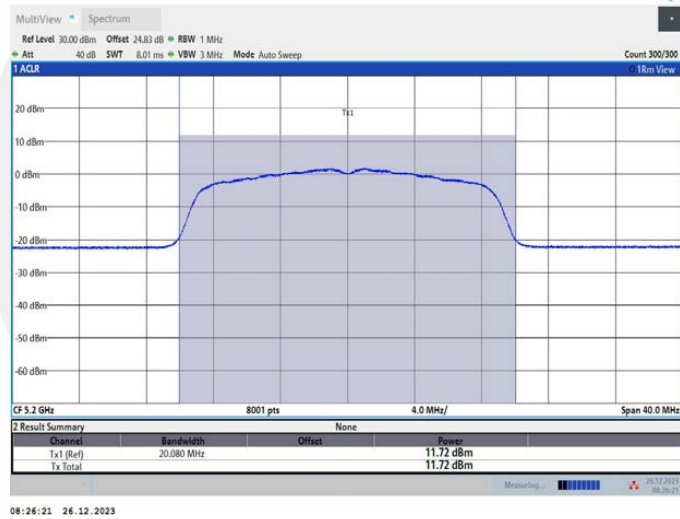 MultiView Spectrum
Ref Level 30.00 dBm Offset 24.83 dB RBW 1 MHz
Att 40 dB SWT 8.01 ms VBW 3 MHz Mode Auto Sweep Count 300/300
1 ACLR 1Rm View
Tx1
20 dBm
10 dBm
0 dBm
-10 dBm
-20 dBm
-30 dBm
-40 dBm
-50 dBm
-60 dBm
CF 5.2 GHz 8001 pts 4.0 MHz/ Span 40.0 MHz
2 Result Summary None
Channel Bandwidth Offset Power
Tx1 (Ref) 20.080 MHz 11.72 dBm
Tx Total 11.72 dBm
Measuring... 26.12.2023
08:26:21
08:26:21 26.12.2023